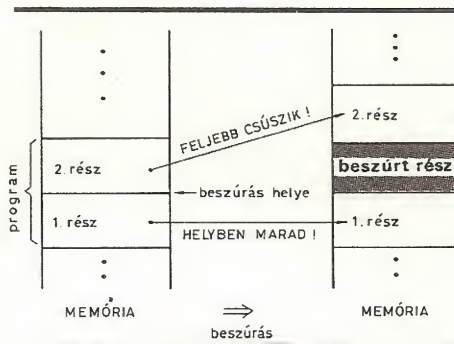 FELJEBB CSÚSZIK!
2. rész
2. rész
beszúrt rész
program
beszúrás helye
1. rész
1. rész
HELYBEN MARAD!
MEMÓRIA
⇒
MEMÓRIA
beszúrás